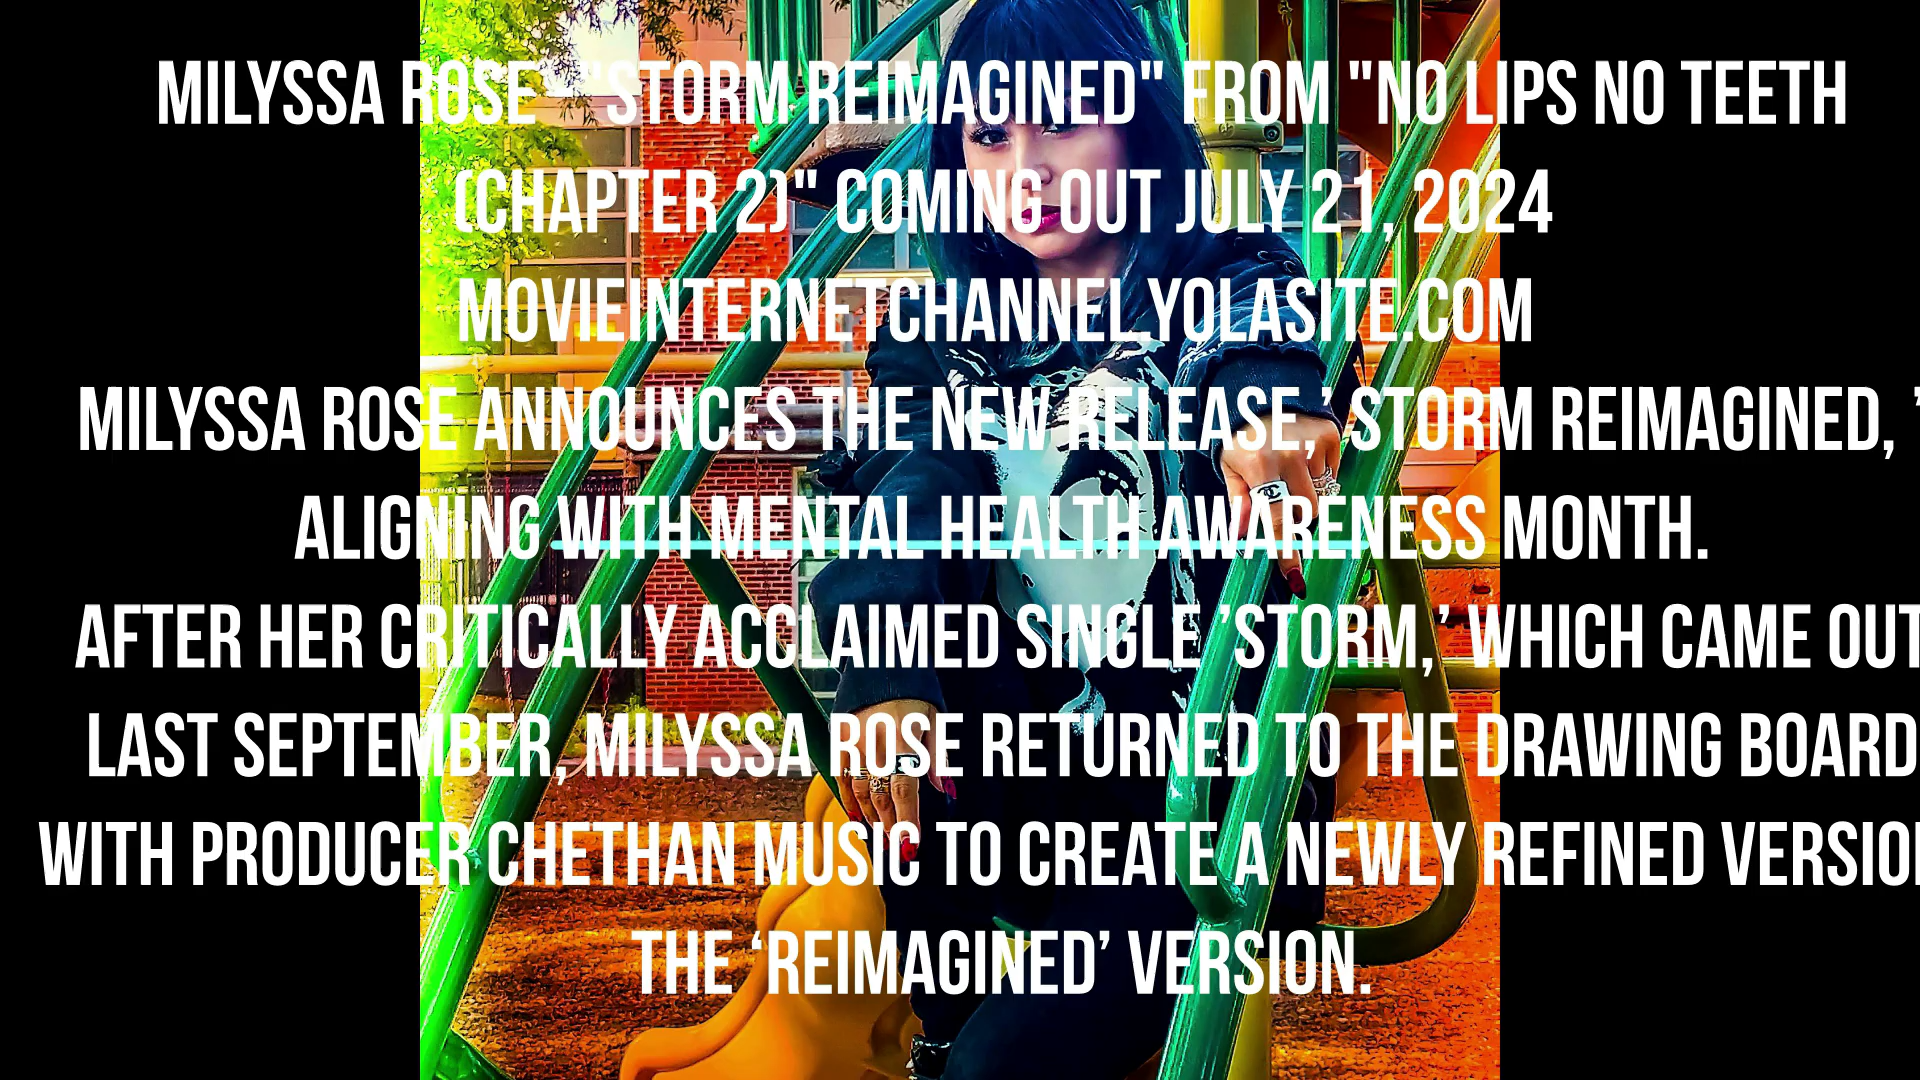 MILYSSA ROSE - "STORM REIMAGINED" FROM "NO LIPS NO TEETH
(CHAPTER 2)" COMING OUT JULY 21, 2024
MOVIEINTERNETCHANNEL.YOLASITE.COM
MILYSSA ROSE ANNOUNCES THE NEW RELEASE,’ STORM REIMAGINED, ’
ALIGNING WITH MENTAL HEALTH AWARENESS MONTH.
AFTER HER CRITICALLY ACCLAIMED SINGLE ’STORM,’ WHICH CAME OUT
LAST SEPTEMBER, MILYSSA ROSE RETURNED TO THE DRAWING BOARD
WITH PRODUCER CHETHAN MUSIC TO CREATE A NEWLY REFINED VERSIO
THE ‘REIMAGINED’ VERSION.